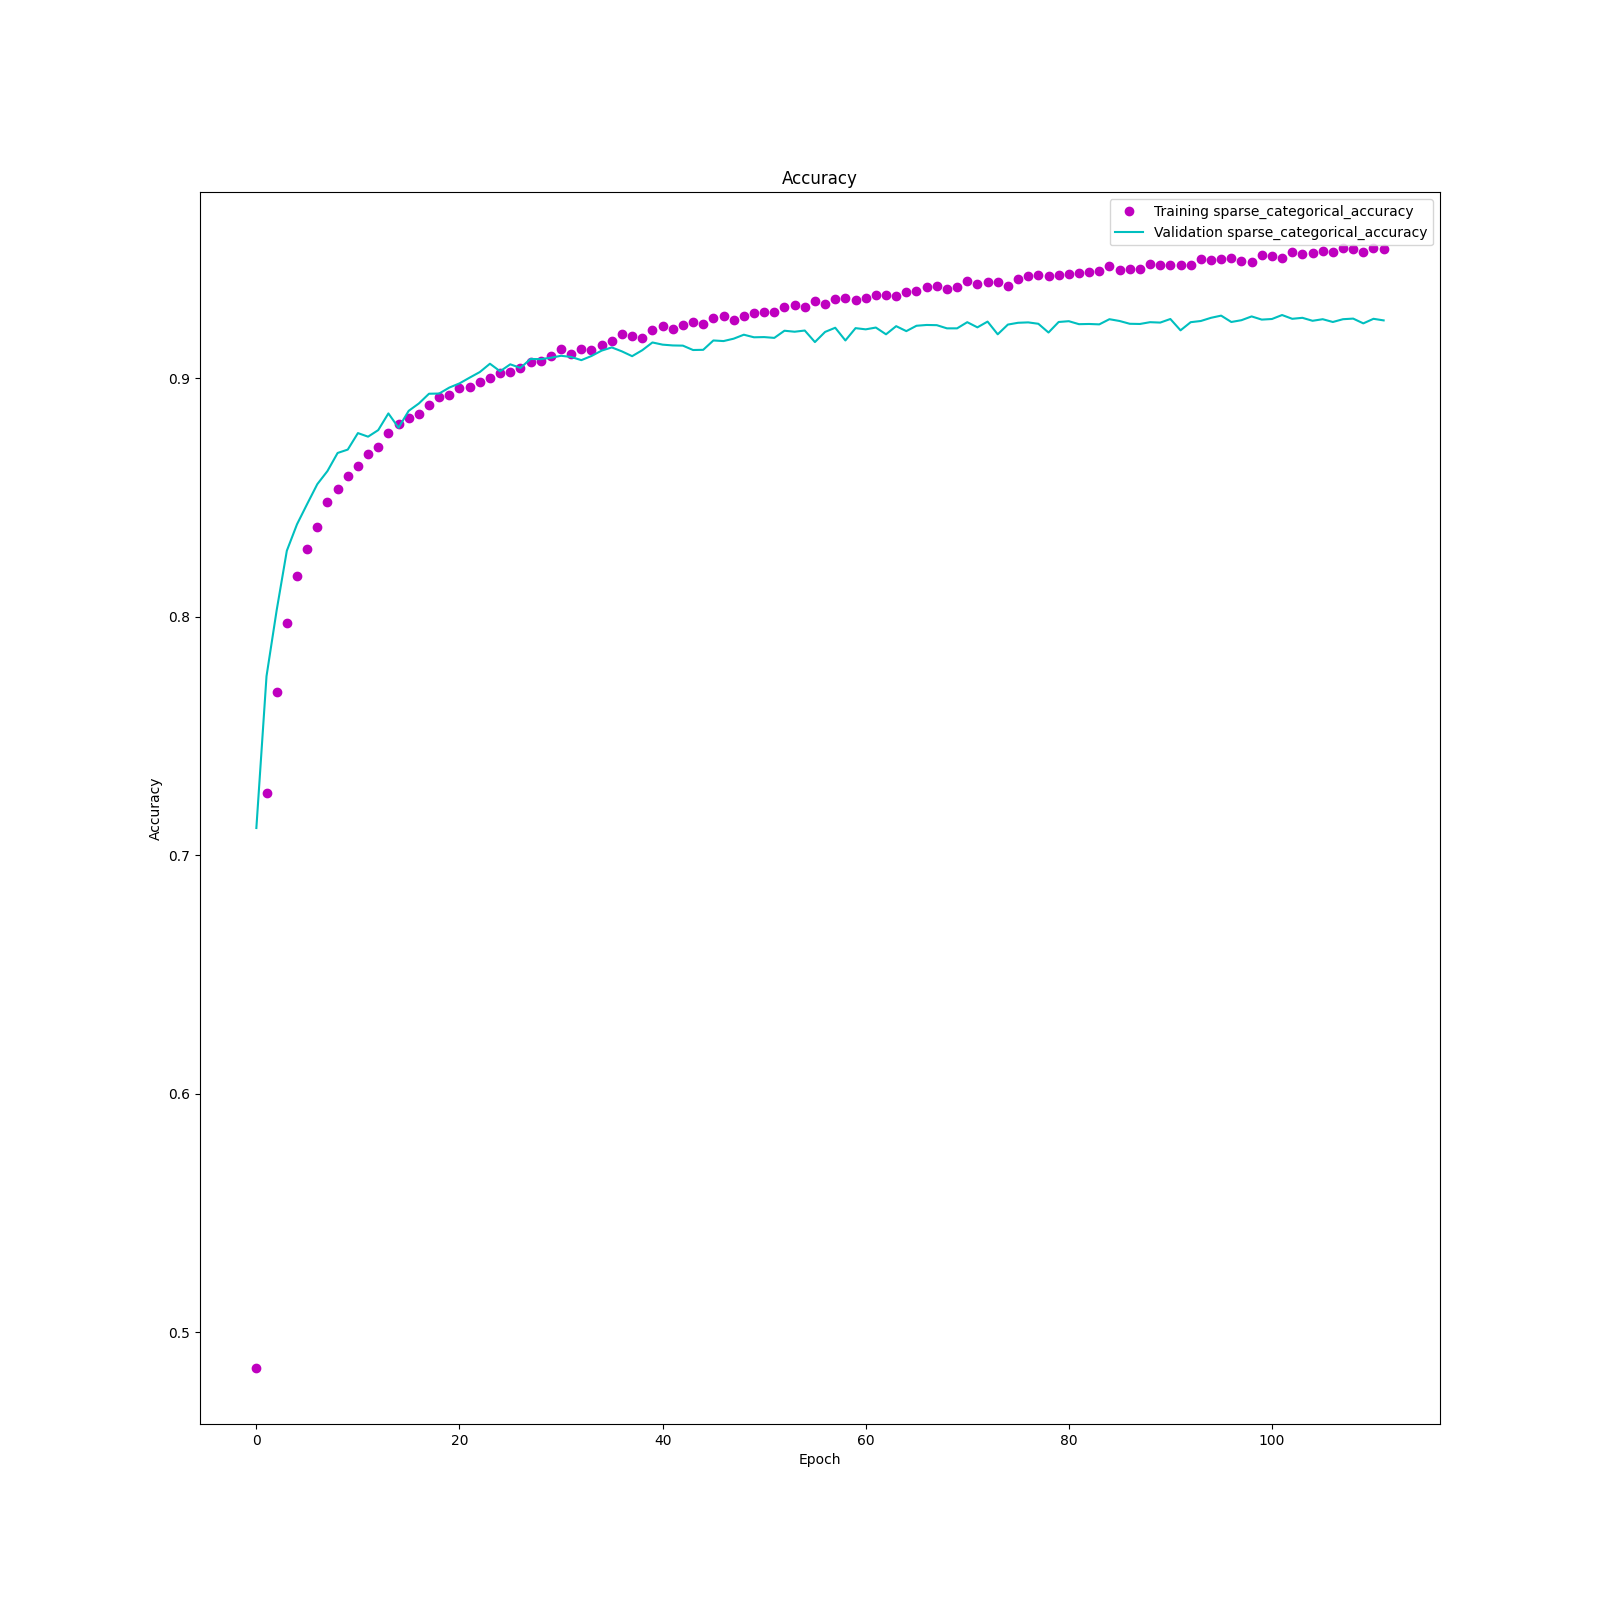 Accuracy
Training sparse_categorical_accuracy
Validation sparse_categorical_accuracy
0.9
0.8
0.7
0.6
0.5
Accuracy
0
20
40
60
80
100
Epoch